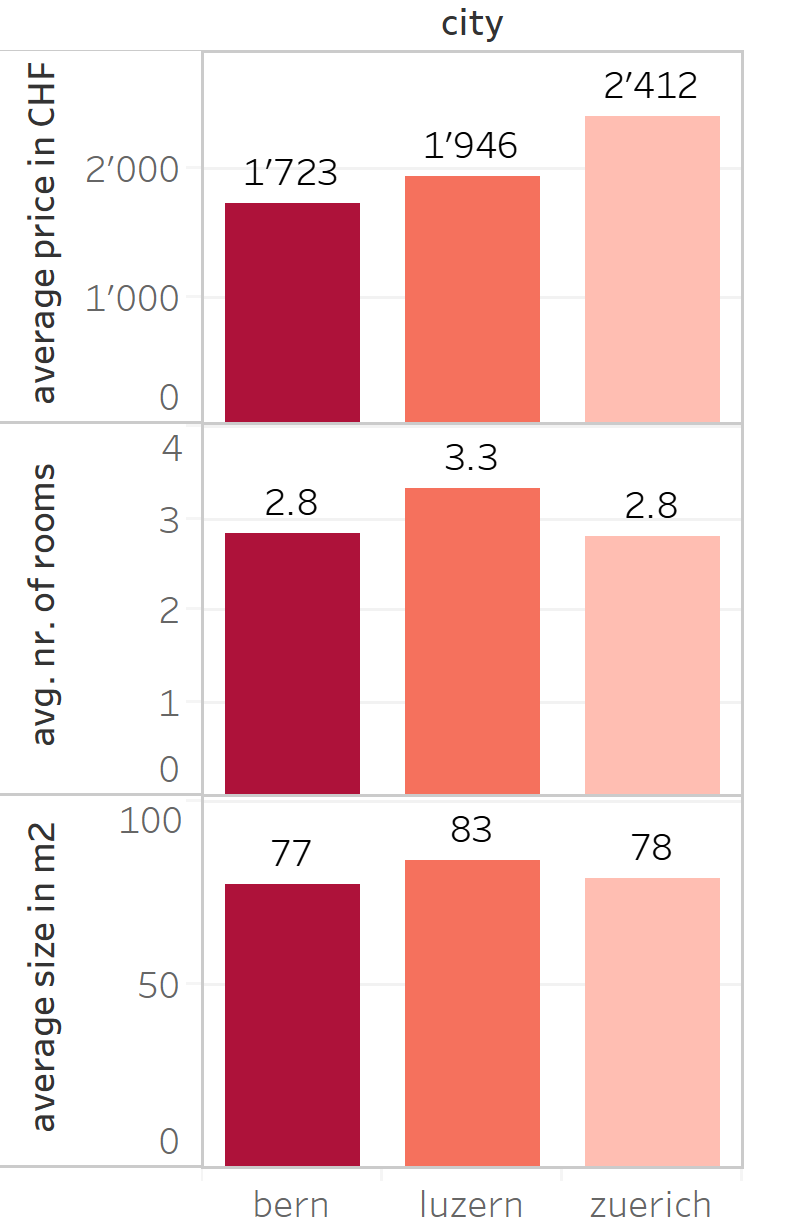 city
average price in CHF
2’000
1’000
0
1’723
1’946
2’412
avg. nr. of rooms
4
3
2
1
0
2.8
3.3
2.8
average size in m2
100
50
0
77
83
78
bern
luzern
zuerich